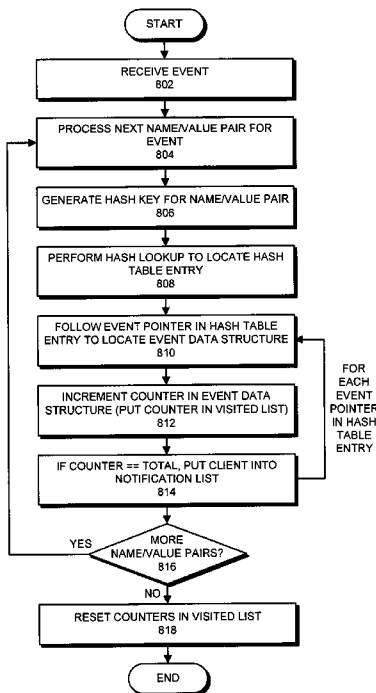 START
RECEIVE EVENT
802
PROCESS NEXT NAME/VALUE PAIR FOR
EVENT
804
GENERATE HASH KEY FOR NAME/VALUE PAIR
806
PERFORM HASH LOOKUP TO LOCATE HASH
TABLE ENTRY
808
FOLLOW EVENT POINTER IN HASH TABLE
ENTRY TO LOCATE EVENT DATA STRUCTURE
810
INCREMENT COUNTER IN EVENT DATA
STRUCTURE (PUT COUNTER IN VISITED LIST)
812
IF COUNTER == TOTAL, PUT CLIENT INTO
NOTIFICATION LIST
814
FOR
EACH
EVENT
POINTER
IN HASH
TABLE
ENTRY
YES
MORE
NAME/VALUE PAIRS?
816
NO
RESET COUNTERS IN VISITED LIST
818
END